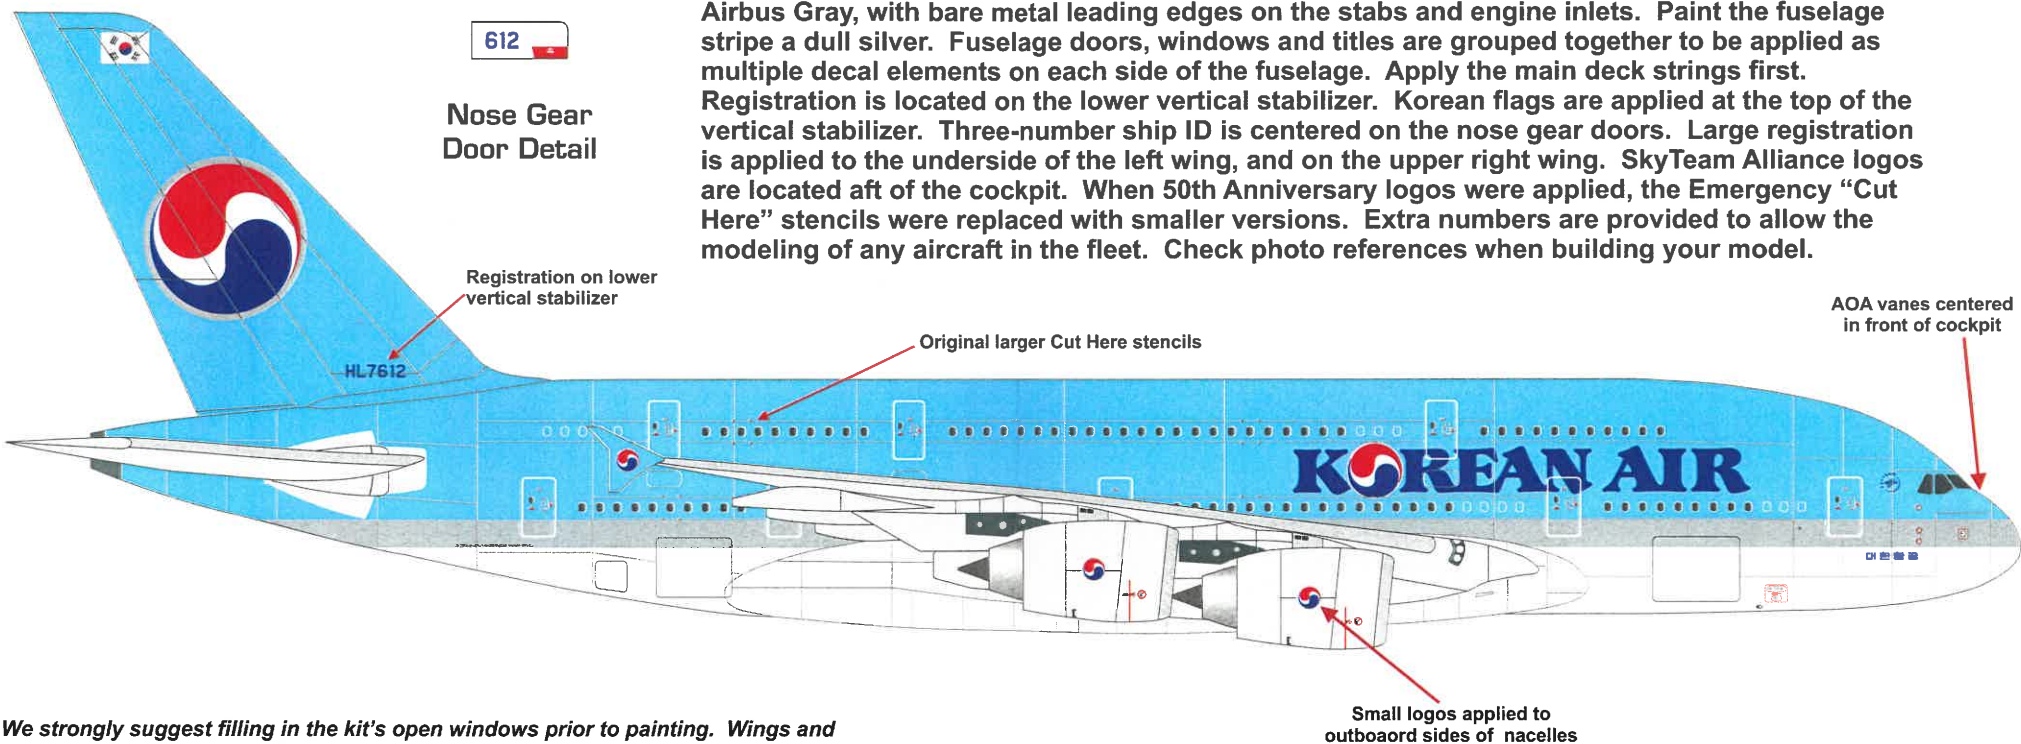 Airbus Gray, with bare metal leading edges on the stabs and engine inlets.  Paint the fuselage
stripe a dull silver.  Fuselage doors, windows and titles are grouped together to be applied as
multiple decal elements on each side of the fuselage.  Apply the main deck strings first.
Registration is located on the lower vertical stabilizer.  Korean flags are applied at the top of the
vertical stabilizer.  Three-number ship ID is centered on the nose gear doors.  Large registration
is applied to the underside of the left wing, and on the upper right wing.  SkyTeam Alliance logos
are located aft of the cockpit.  When 50th Anniversary logos were applied, the Emergency “Cut
Here” stencils were replaced with smaller versions.  Extra numbers are provided to allow the
modeling of any aircraft in the fleet.  Check photo references when building your model.
612
Nose Gear
Door Detail
Registration on lower
vertical stabilizer
AOA vanes centered
in front of cockpit
Original larger Cut Here stencils
HL7612
KOREAN AIR
대한항공
Small logos applied to
outboaord sides of nacelles
We strongly suggest filling in the kit’s open windows prior to painting.  Wings and